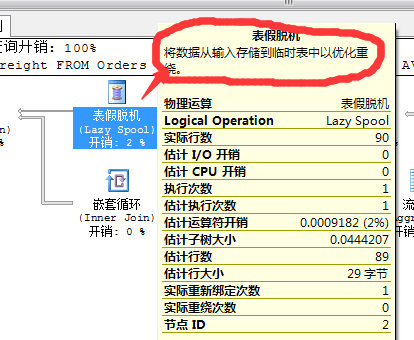 询开销: 100%
reight FROM Orders
AV
表假脱机
(Lazy Spool)
开销: 2 %
n)
嵌套循环
(Inner Join)
开销: 0 %
流
Aggr
开
表假脱机
将数据从输入存储到临时表中以优化重
绕。
物理运算 表假脱机
Logical Operation Lazy Spool
实际行数 90
估计 I/O 开销 0
估计 CPU 开销 0
执行次数 1
估计执行次数 1
估计运算符开销 0.0009182 (2%)
估计子树大小 0.0444207
估计行数 89
估计行大小 29 字节
实际重新绑定次数 1
实际重绕次数 0
节点 ID 2